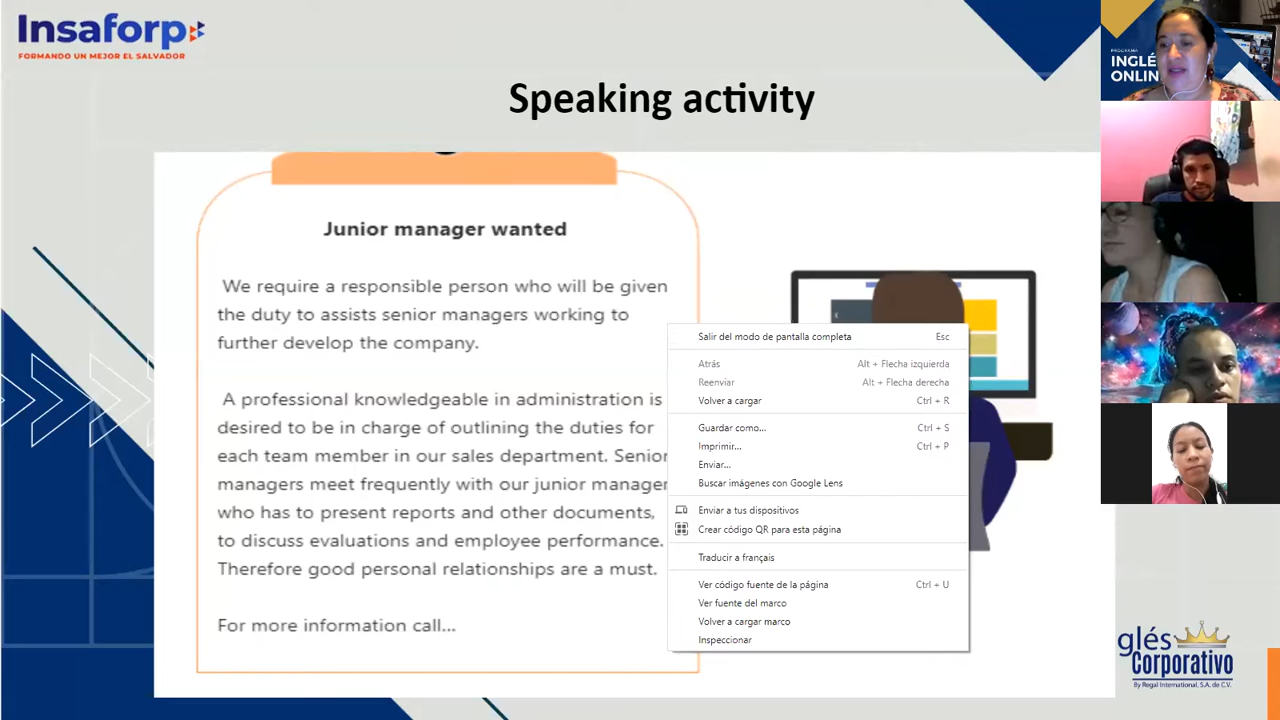 Insaforp
FORMANDO UN MEJOR EL SALVADOR
Speaking activity
Junior manager wanted
We require a responsible person who will be given
the duty to assists senior managers working to
further develop the company.
A professional knowledgeable in administration is
desired to be in charge of outlining the duties for
each team member in our sales department. Senior
managers meet frequently with our junior manager
who has to present reports and other documents,
to discuss evaluations and employee performance.
Therefore good personal relationships are a must.
For more information call...
Salir del modo de pantalla completa Esc
Atrás Alt + Flecha izquierda
Reenviar Alt + Flecha derecha
Volver a cargar Ctrl + R
Guardar como... Ctrl + S
Imprimir... Ctrl + P
Enviar...
Buscar imágenes con Google Lens
Enviar a tus dispositivos
Crear código QR para esta página
Traducir a français
Ver código fuente de la página Ctrl + U
Ver fuente del marco
Volver a cargar marco
Inspeccionar
PROGRAMA
INGLÉ
ONLIN
glés
Corporativo
By Regal International, S.A. de C.V.